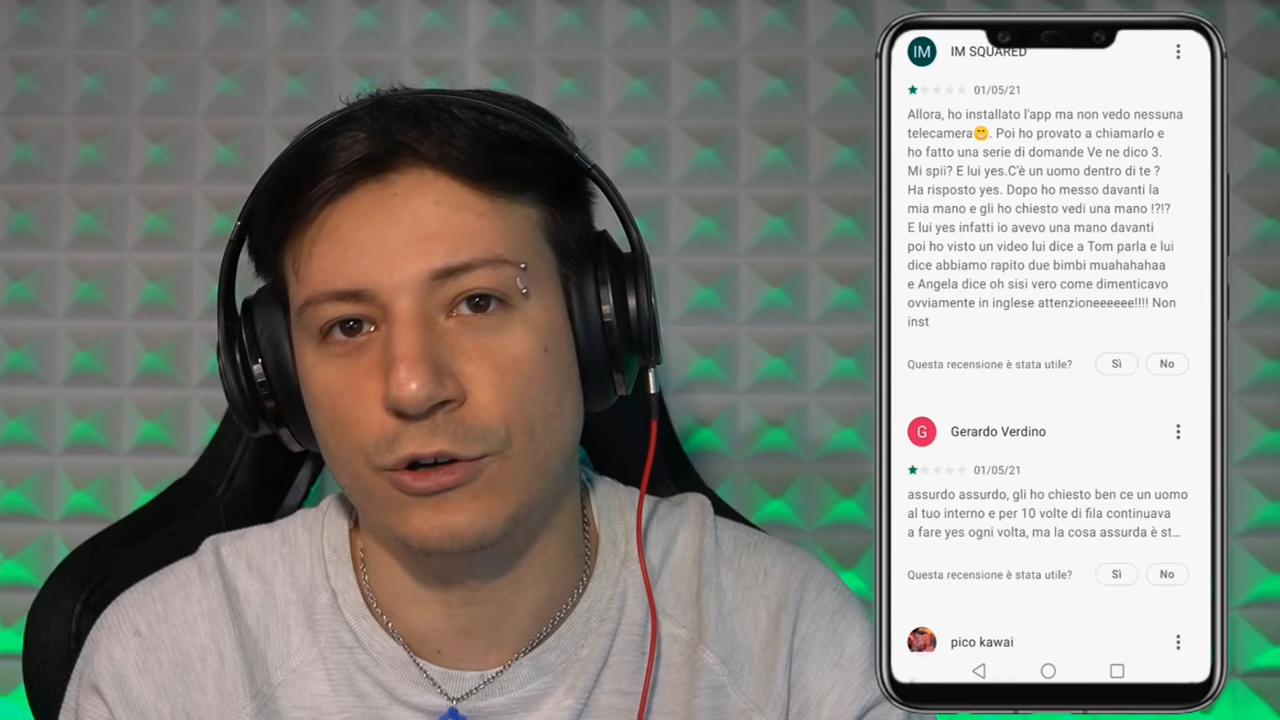 IM
IM SQUARED
01/05/21
Allora, ho installato l'app ma non vedo nessuna
telecamera😁. Poi ho provato a chiamarlo e
ho fatto una serie di domande Ve ne dico 3.
Mi spii? E lui yes.C'è un uomo dentro di te ?
Ha risposto yes. Dopo ho messo davanti la
mia mano e gli ho chiesto vedi una mano !?!?
E lui yes infatti io avevo una mano davanti
poi ho visto un video lui dice a Tom parla e lui
dice abbiamo rapito due bimbi muahahahaa
e Angela dice oh sisi vero come dimenticavo
ovviamente in inglese attenzioneeeeee!!!! Non
inst
Questa recensione è stata utile?
Sì
No
G
Gerardo Verdino
01/05/21
assurdo assurdo, gli ho chiesto ben ce un uomo
al tuo interno e per 10 volte di fila continuava
a fare yes ogni volta, ma la cosa assurda è st…
Questa recensione è stata utile?
Sì
No
pico kawai